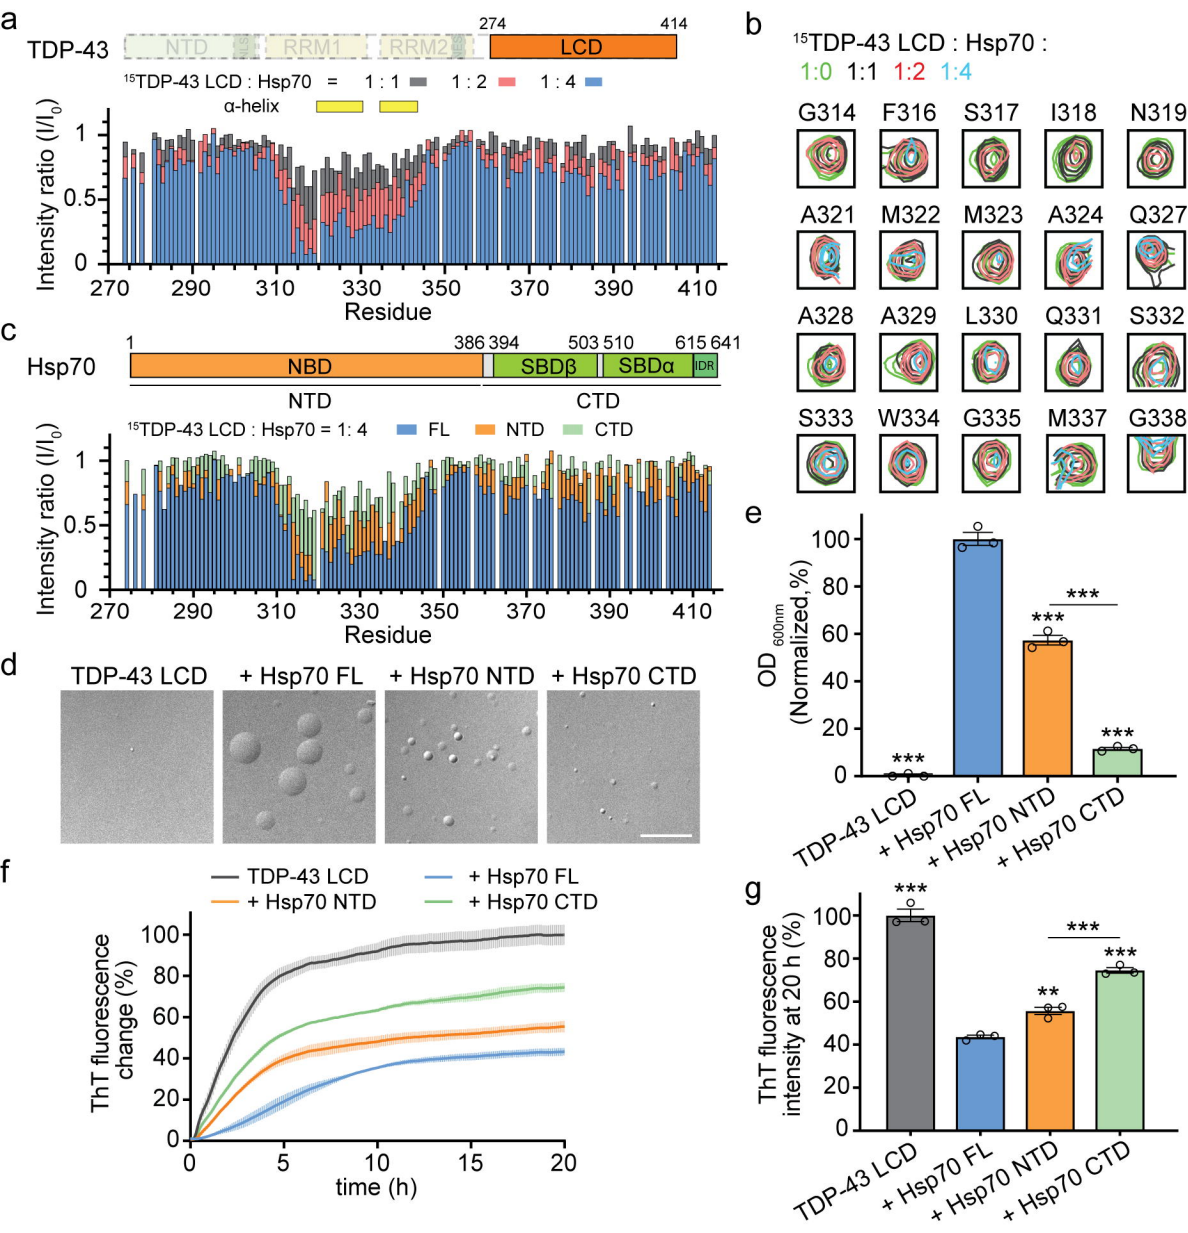 a
274 414
TDP-43 NTD NLS RRM1 RRM2 NES LCD
¹⁵TDP-43 LCD : Hsp70 = 1 : 1 1 : 2 1 : 4
α-helix
Intensity ratio (I/I₀)
1
0.5
0
270 290 310 330 350 370 390 410
Residue
b
¹⁵TDP-43 LCD : Hsp70 :
1:0 1:1 1:2 1:4
G314 F316 S317 I318 N319
A321 M322 M323 A324 Q327
A328 A329 L330 Q331 S332
S333 W334 G335 M337 G338
c
1 386 394 503 510 615 641
Hsp70 NBD SBDβ SBDα IDR
NTD CTD
¹⁵TDP-43 LCD : Hsp70 = 1: 4 FL NTD CTD
Intensity ratio (I/I₀)
1
0.5
0
270 290 310 330 350 370 390 410
Residue
d
TDP-43 LCD + Hsp70 FL + Hsp70 NTD + Hsp70 CTD
e
OD 600nm
(Normalized,%)
100
80
60
40
20
0
***
***
***
***
TDP-43 LCD
+ Hsp70 FL
+ Hsp70 NTD
+ Hsp70 CTD
f
TDP-43 LCD + Hsp70 FL
+ Hsp70 NTD + Hsp70 CTD
ThT fluorescence
change (%)
100
80
60
40
20
0
0 5 10 15 20
time (h)
g
ThT fluorescence
intensity at 20 h (%)
100
80
60
40
20
0
***
**
***
***
TDP-43 LCD
+ Hsp70 FL
+ Hsp70 NTD
+ Hsp70 CTD